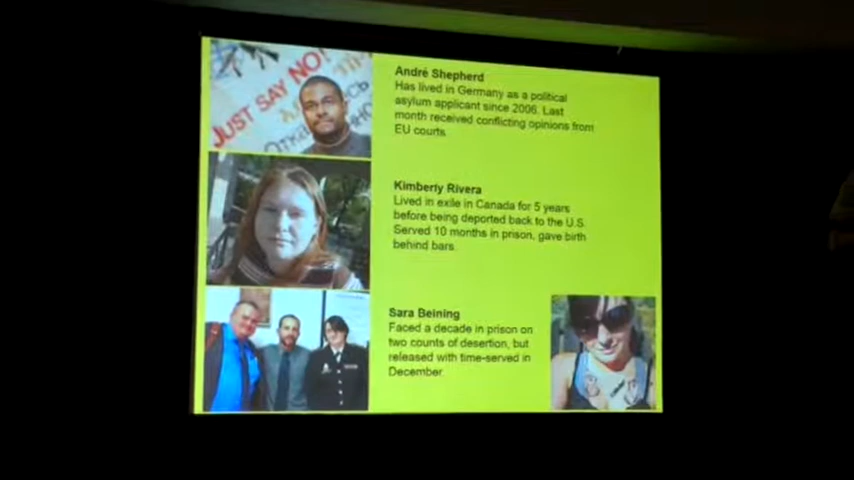 JUST SAY NO!
André Shepherd
Has lived in Germany as a political
asylum applicant since 2006. Last
month received conflicting opinions from
EU courts.
Kimberly Rivera
Lived in exile in Canada for 5 years
before being deported back to the U.S.
Served 10 months in prison, gave birth
behind bars.
Sara Beining
Faced a decade in prison on
two counts of desertion, but
released with time-served in
December.